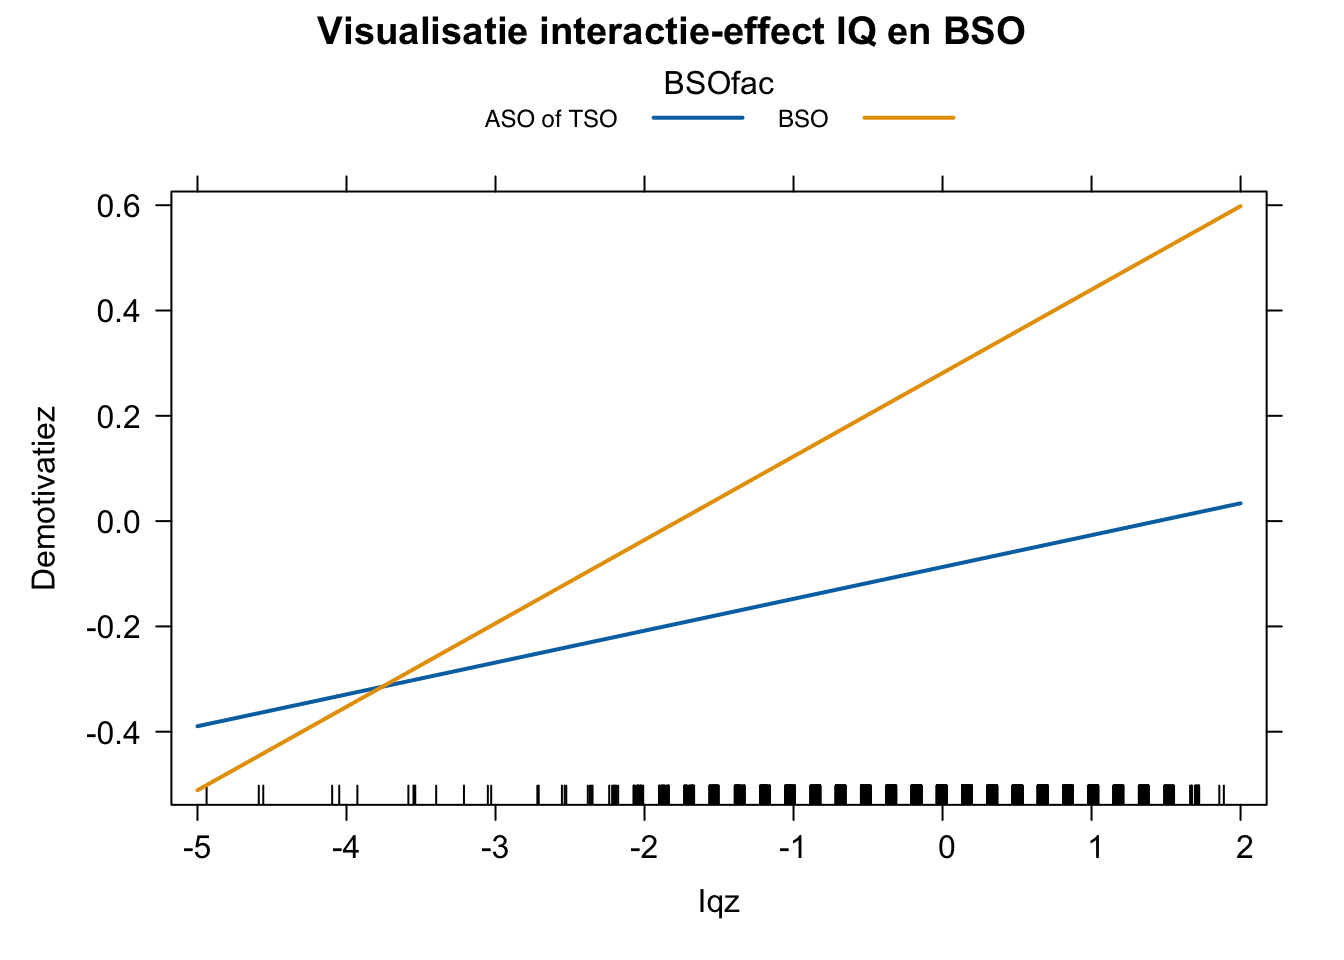 Visualisatie interactie-effect IQ en BSO
BSOfac
ASO of TSO BSO
0.6
0.4
0.2
0.0
-0.2
-0.4
Demotivatiez
-5 -4 -3 -2 -1 0 1 2
Iqz